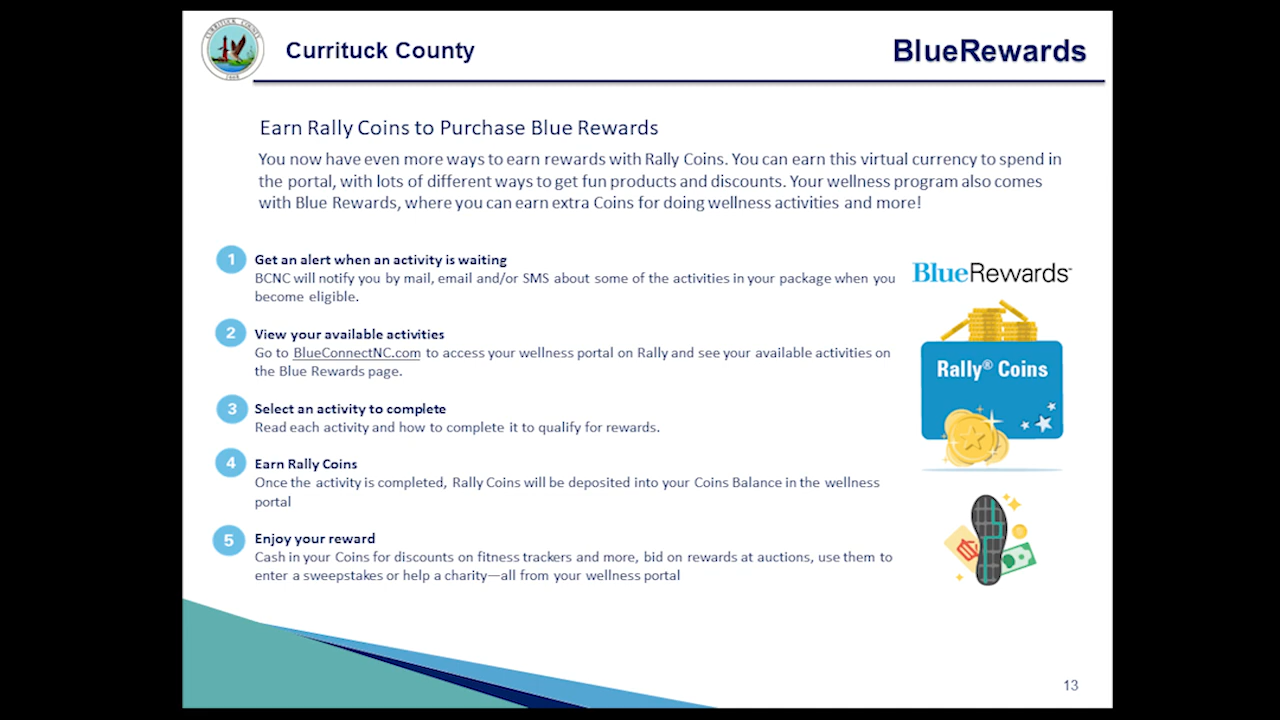 CURRITUCK COUNTY
Currituck County
BlueRewards
Earn Rally Coins to Purchase Blue Rewards
You now have even more ways to earn rewards with Rally Coins. You can earn this virtual currency to spend in
the portal, with lots of different ways to get fun products and discounts. Your wellness program also comes
with Blue Rewards, where you can earn extra Coins for doing wellness activities and more!
1
Get an alert when an activity is waiting
BCNC will notify you by mail, email and/or SMS about some of the activities in your package when you
become eligible.
2
View your available activities
Go to BlueConnectNC.com to access your wellness portal on Rally and see your available activities on
the Blue Rewards page.
3
Select an activity to complete
Read each activity and how to complete it to qualify for rewards.
4
Earn Rally Coins
Once the activity is completed, Rally Coins will be deposited into your Coins Balance in the wellness
portal
5
Enjoy your reward
Cash in your Coins for discounts on fitness trackers and more, bid on rewards at auctions, use them to
enter a sweepstakes or help a charity—all from your wellness portal
BlueRewards
Rally® Coins
13